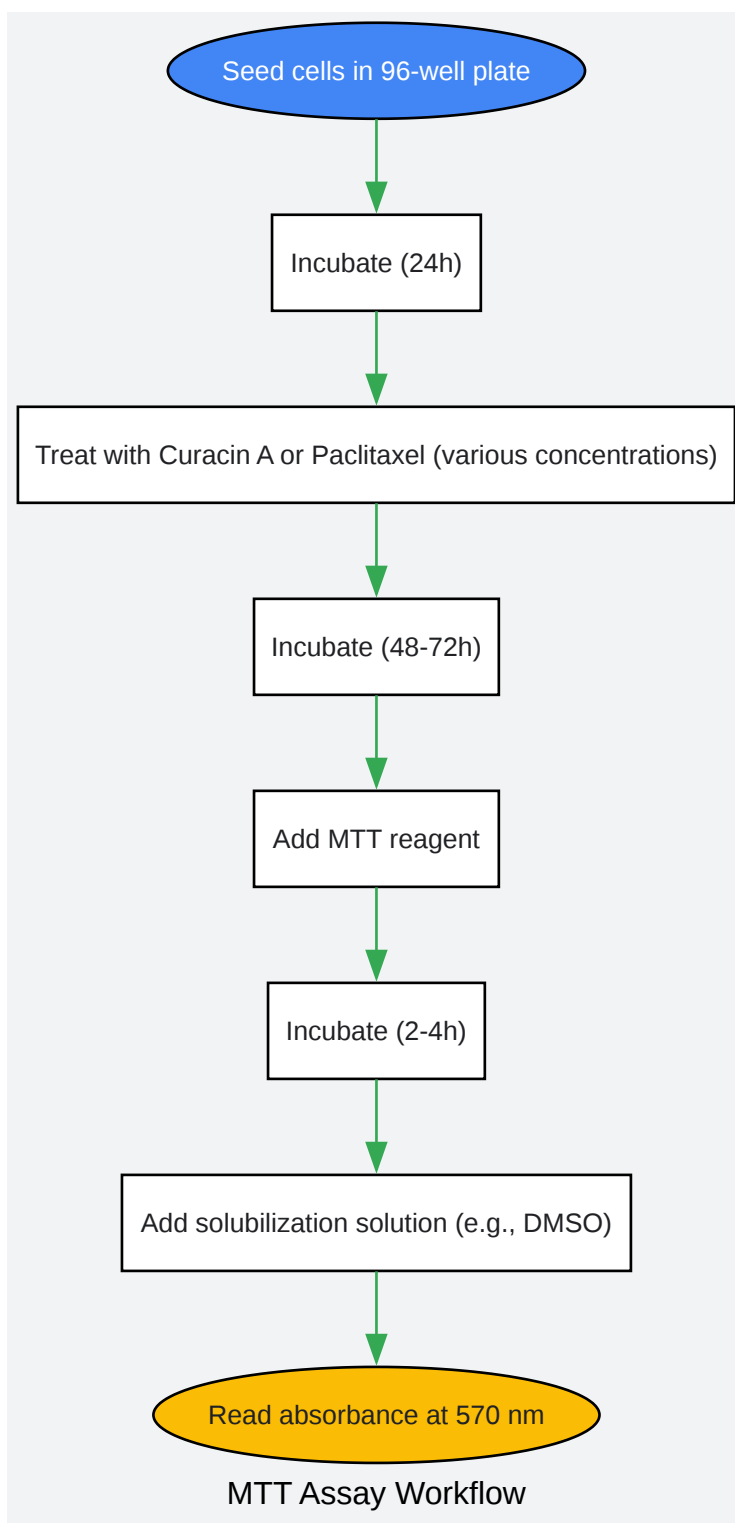 Seed cells in 96-well plate
Incubate (24h)
Treat with Curacin A or Paclitaxel (various concentrations)
Incubate (48-72h)
Add MTT reagent
Incubate (2-4h)
Add solubilization solution (e.g., DMSO)
Read absorbance at 570 nm
MTT Assay Workflow